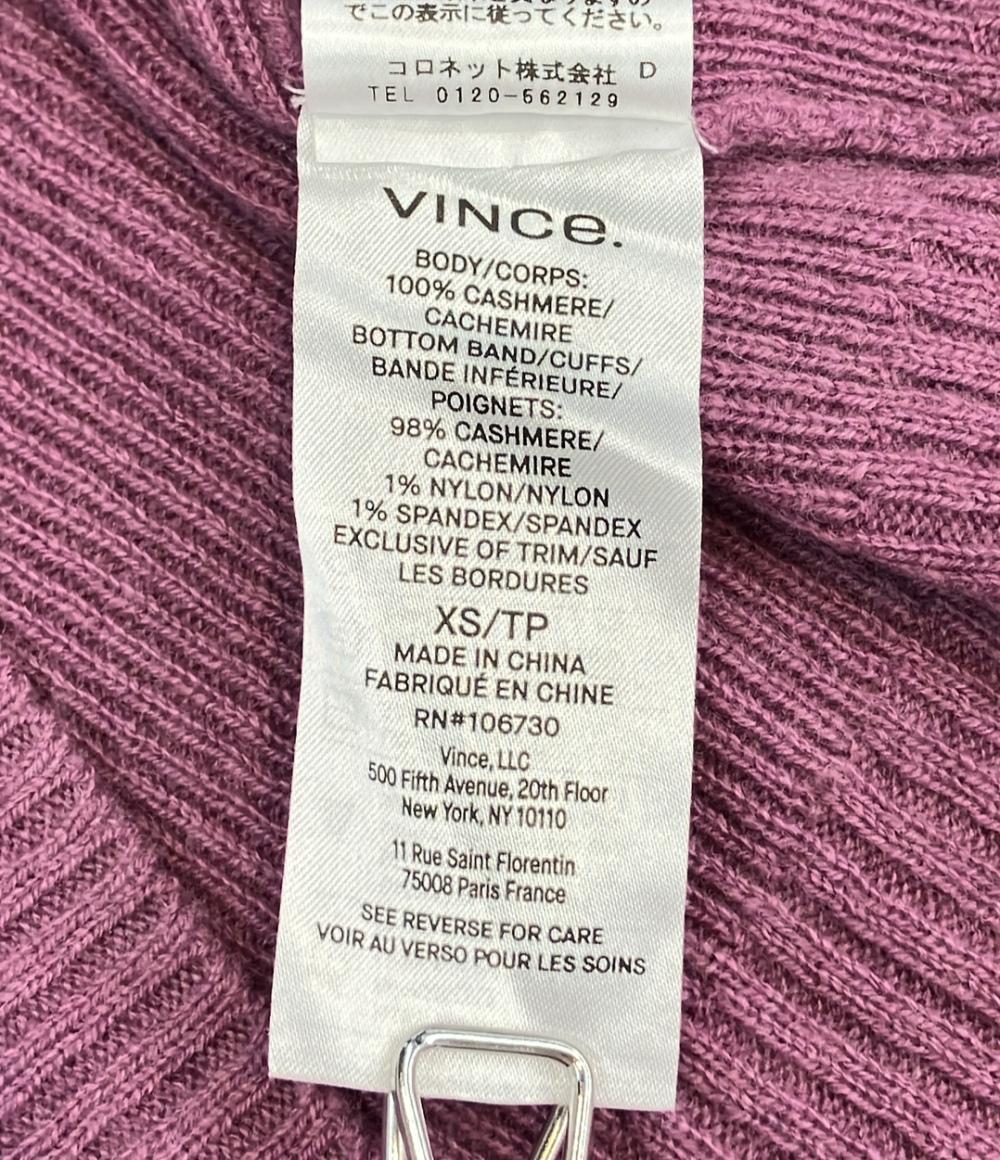 でこの表示に従ってください。
コロネット株式会社 D
TEL 0120-562129
VINCE.
BODY/CORPS:
100% CASHMERE/
CACHEMIRE
BOTTOM BAND/CUFFS/
BANDE INFÉRIEURE/
POIGNETS:
98% CASHMERE/
CACHEMIRE
1% NYLON/NYLON
1% SPANDEX/SPANDEX
EXCLUSIVE OF TRIM/SAUF
LES BORDURES
XS/TP
MADE IN CHINA
FABRIQUÉ EN CHINE
RN#106730
Vince, LLC
500 Fifth Avenue, 20th Floor
New York, NY 10110
11 Rue Saint Florentin
75008 Paris France
SEE REVERSE FOR CARE
VOIR AU VERSO POUR LES SOINS